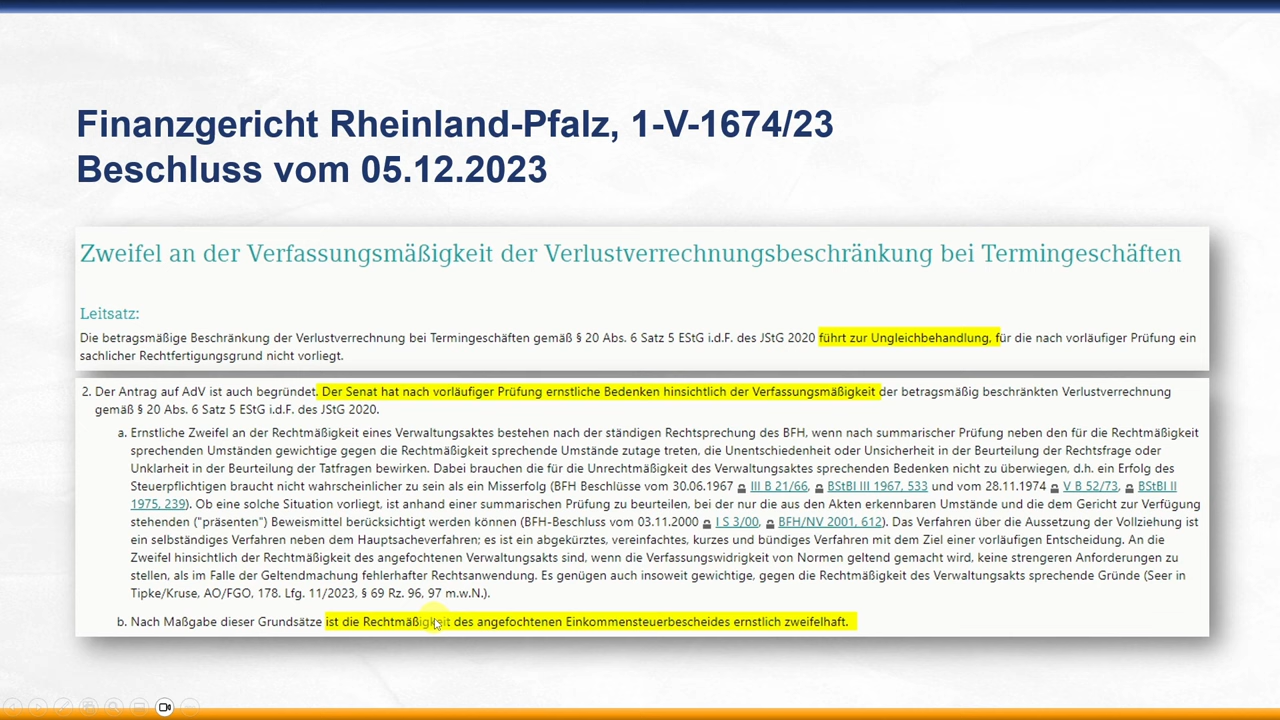 Finanzgericht Rheinland-Pfalz, 1-V-1674/23
Beschluss vom 05.12.2023
Zweifel an der Verfassungsmäßigkeit der Verlustverrechnungsbeschränkung bei Termingeschäften
Leitsatz:
Die betragsmäßige Beschränkung der Verlustverrechnung bei Termingeschäften gemäß § 20 Abs. 6 Satz 5 EStG i.d.F. des JStG 2020 führt zur Ungleichbehandlung, für die nach vorläufiger Prüfung ein
sachlicher Rechtfertigungsgrund nicht vorliegt.
2. Der Antrag auf AdV ist auch begründet. Der Senat hat nach vorläufiger Prüfung ernstliche Bedenken hinsichtlich der Verfassungsmäßigkeit der betragsmäßig beschränkten Verlustverrechnung
gemäß § 20 Abs. 6 Satz 5 EStG i.d.F. des JStG 2020.
a. Ernstliche Zweifel an der Rechtmäßigkeit eines Verwaltungsaktes bestehen nach der ständigen Rechtsprechung des BFH, wenn nach summarischer Prüfung neben den für die Rechtmäßigkeit
sprechenden Umständen gewichtige gegen die Rechtmäßigkeit sprechende Umstände zutage treten, die Unentschiedenheit oder Unsicherheit in der Beurteilung der Rechtsfrage oder
Unklarheit in der Beurteilung der Tatfragen bewirken. Dabei brauchen die für die Unrechtmäßigkeit des Verwaltungsaktes sprechenden Bedenken nicht zu überwiegen, d.h. ein Erfolg des
Steuerpflichtigen braucht nicht wahrscheinlicher zu sein als ein Misserfolg (BFH Beschlüsse vom 30.06.1967 III B 21/66, BStBl III 1967, 533 und vom 28.11.1974 V B 52/73, BStBl II
1975, 239). Ob eine solche Situation vorliegt, ist anhand einer summarischen Prüfung zu beurteilen, bei der nur die aus den Akten erkennbaren Umstände und die dem Gericht zur Verfügung
stehenden ("präsenten") Beweismittel berücksichtigt werden können (BFH-Beschluss vom 03.11.2000 I S 3/00, BFH/NV 2001, 612). Das Verfahren über die Aussetzung der Vollziehung ist
ein selbständiges Verfahren neben dem Hauptsacheverfahren; es ist ein abgekürztes, vereinfachtes, kurzes und bündiges Verfahren mit dem Ziel einer vorläufigen Entscheidung. An die
Zweifel hinsichtlich der Rechtmäßigkeit des angefochtenen Verwaltungsakts sind, wenn die Verfassungswidrigkeit von Normen geltend gemacht wird, keine strengeren Anforderungen zu
stellen, als im Falle der Geltendmachung fehlerhafter Rechtsanwendung. Es genügen auch insoweit gewichtige, gegen die Rechtmäßigkeit des Verwaltungsakts sprechende Gründe (Seer in
Tipke/Kruse, AO/FGO, 178. Lfg. 11/2023, § 69 Rz. 96, 97 m.w.N.).
b. Nach Maßgabe dieser Grundsätze ist die Rechtmäßigkeit des angefochtenen Einkommensteuerbescheides ernstlich zweifelhaft.